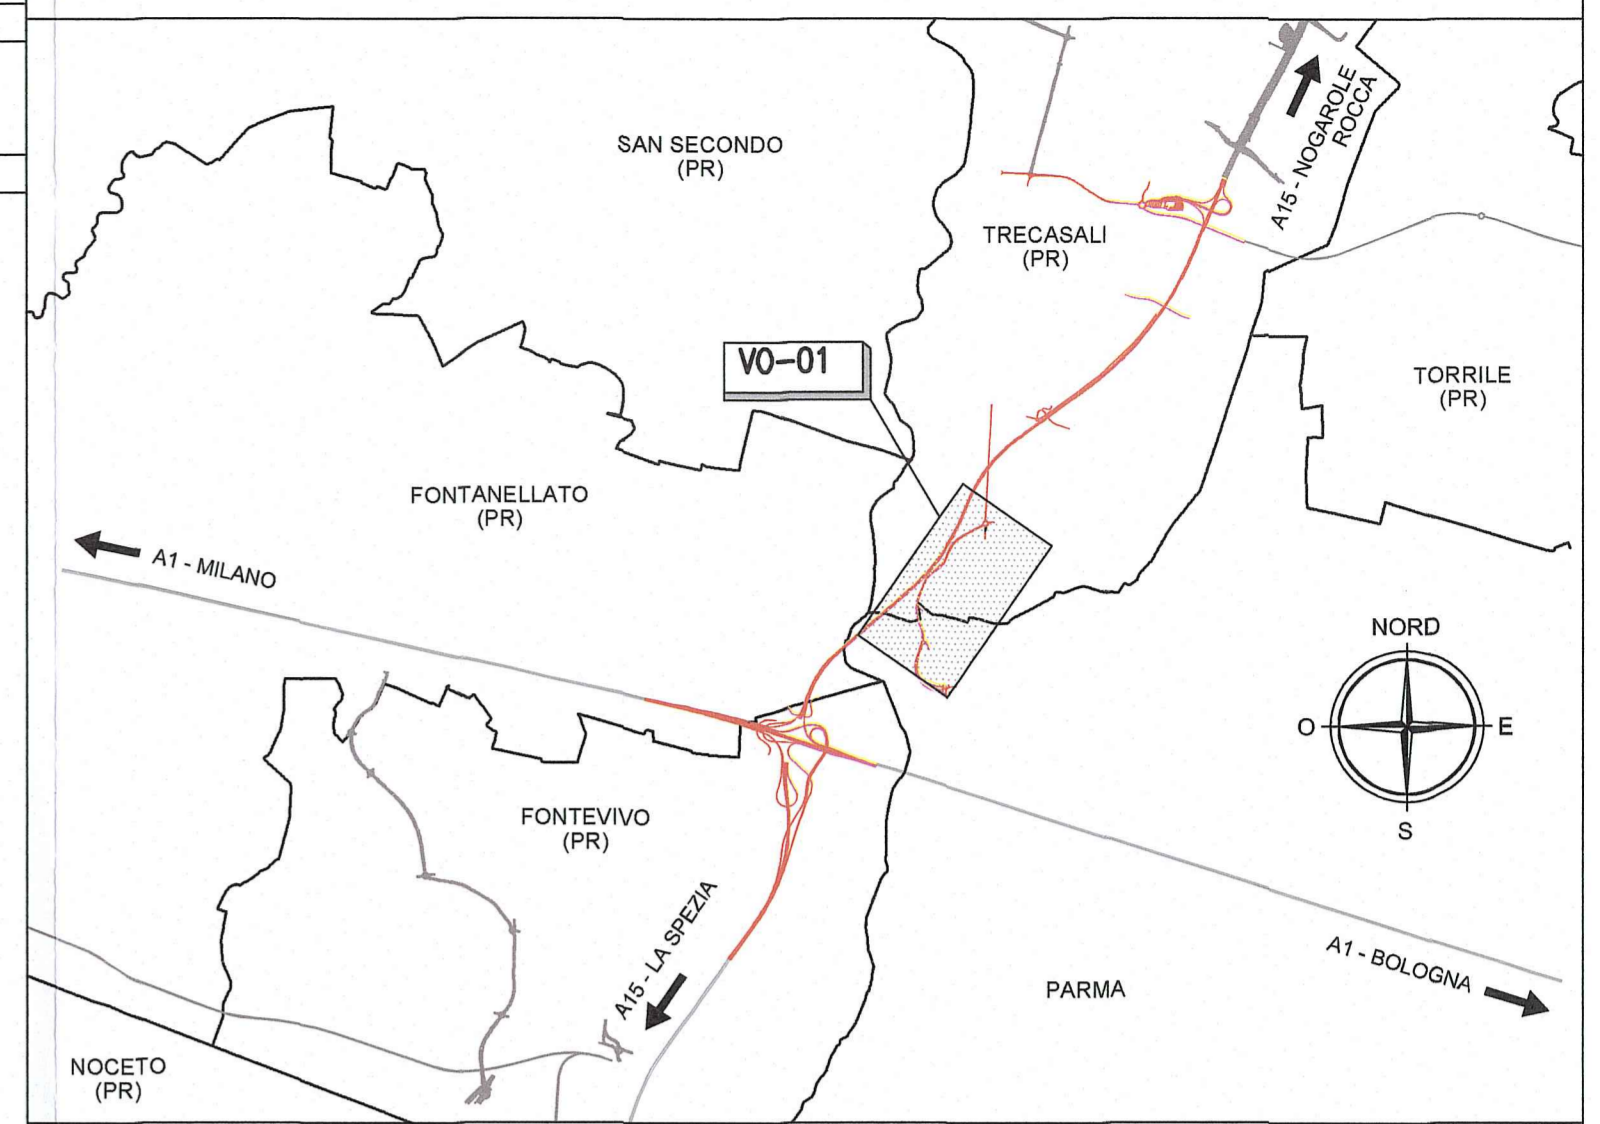 SAN SECONDO
(PR)
A15 - NOGAROLE
ROCCA
TRECASALI
(PR)
VO-01
TORRILE
(PR)
FONTANELLATO
(PR)
A1 - MILANO
NORD
O
E
S
FONTEVIVO
(PR)
A15 - LA SPEZIA
A1 - BOLOGNA
PARMA
NOCETO
(PR)